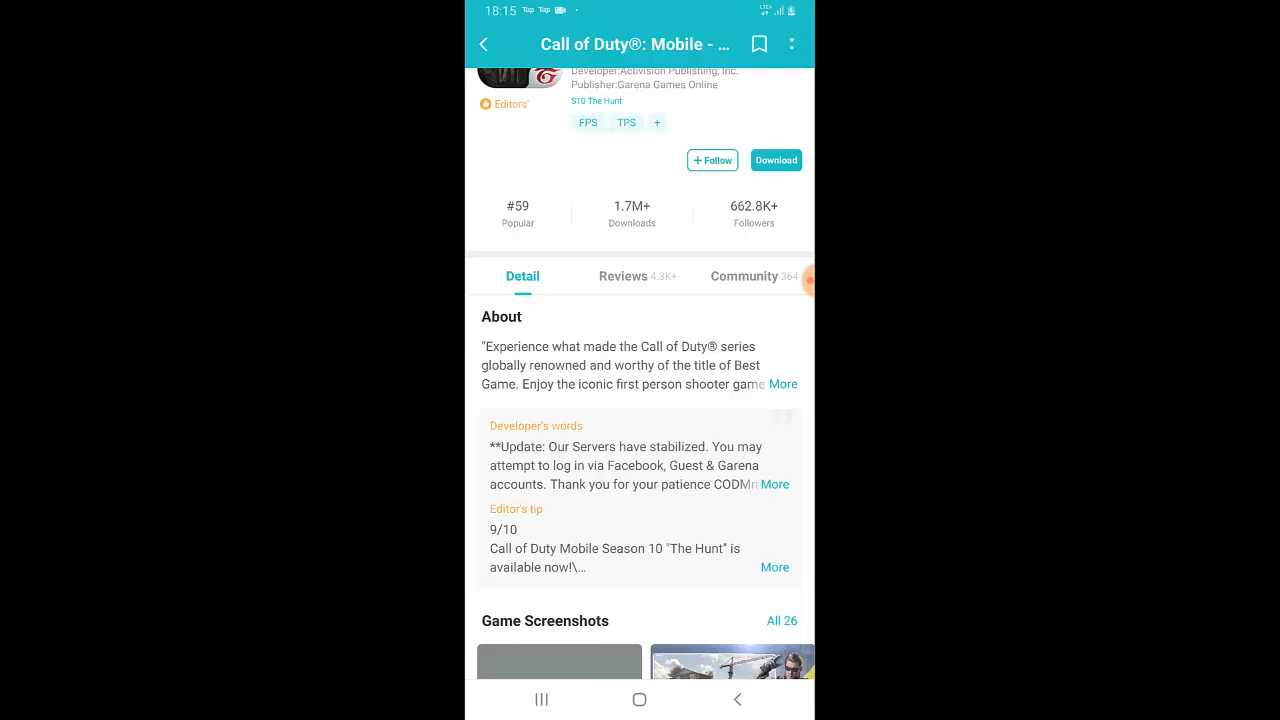 18:15 Tap Tap
LTE+
Call of Duty®: Mobile - ...
Developer:Activision Publishing, Inc.
Publisher:Garena Games Online
Editors'
S10 The Hunt
FPS TPS +
+ Follow Download
#59 1.7M+ 662.8K+
Popular Downloads Followers
Detail Reviews 4.3K+ Community 364
About
"Experience what made the Call of Duty® series
globally renowned and worthy of the title of Best
Game. Enjoy the iconic first person shooter game More
Developer's words
**Update: Our Servers have stabilized. You may
attempt to log in via Facebook, Guest & Garena
accounts. Thank you for your patience CODM More
Editor's tip
9/10
Call of Duty Mobile Season 10 "The Hunt" is
available now!\... More
Game Screenshots All 26